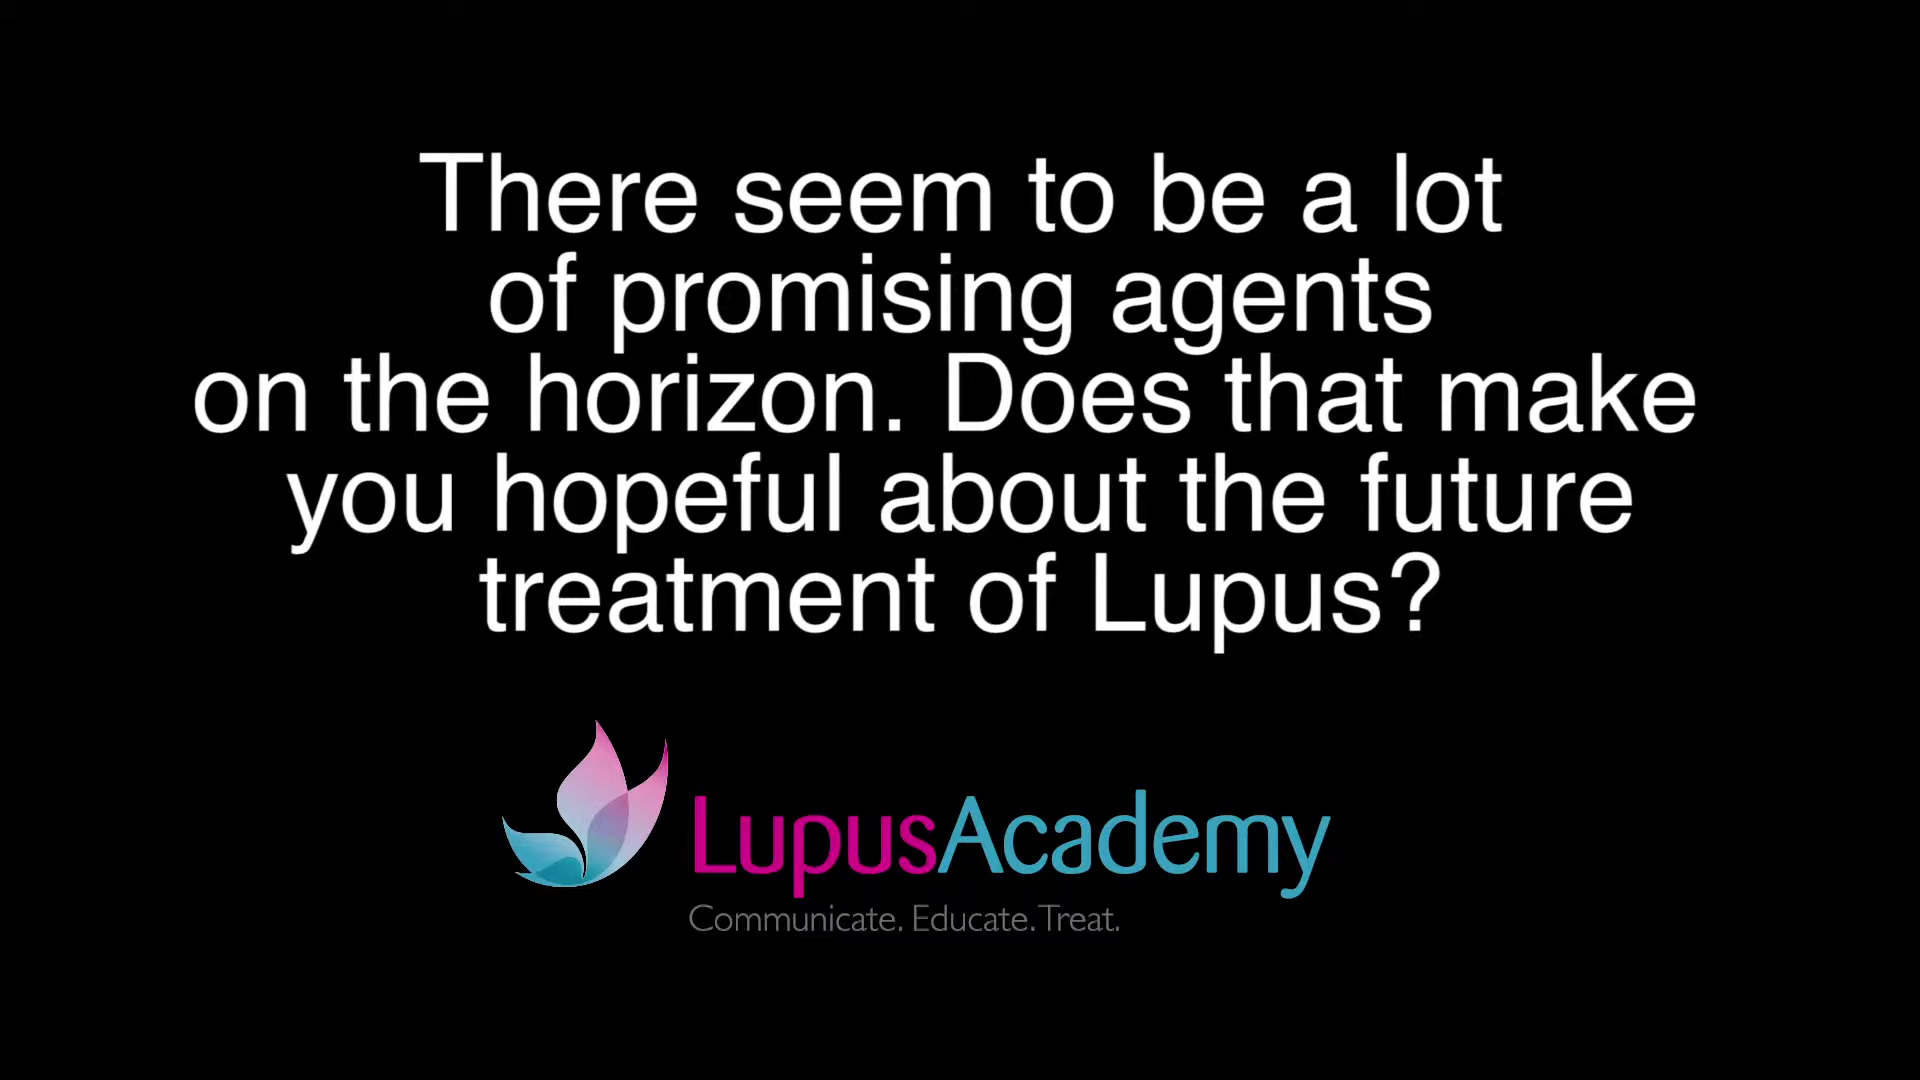 There seem to be a lot
of promising agents
on the horizon. Does that make
you hopeful about the future
treatment of Lupus?
LupusAcademy
Communicate. Educate. Treat.